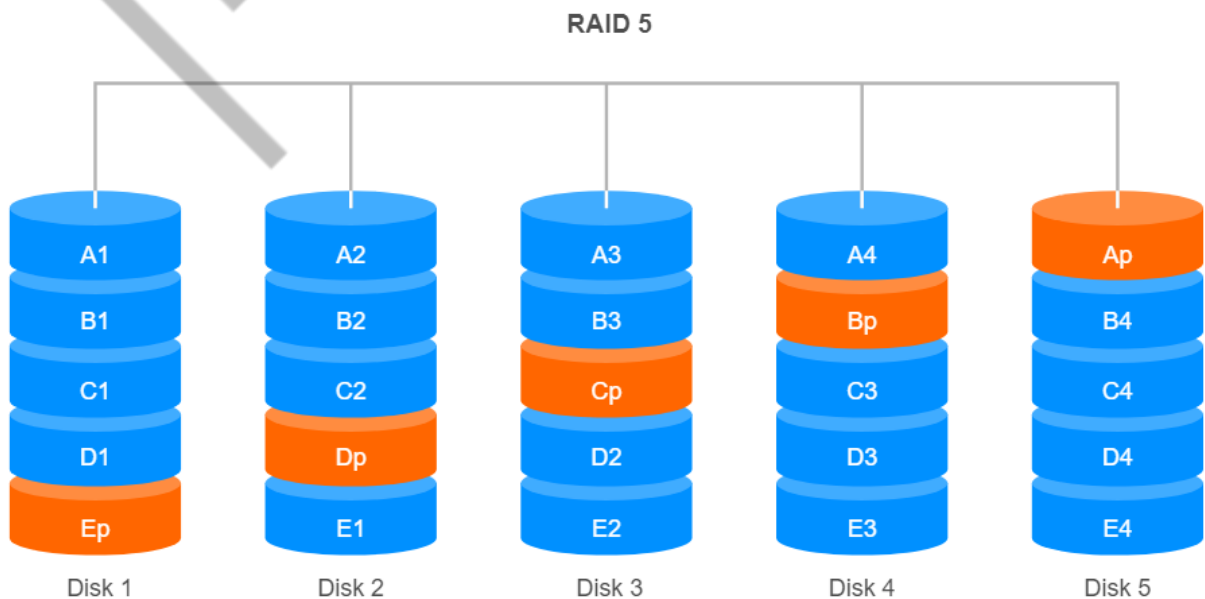 RAID 5
A1 A2 A3 A4 Ap
B1 B2 B3 Bp B4
C1 C2 Cp C3 C4
D1 Dp D2 D3 D4
Ep E1 E2 E3 E4
Disk 1 Disk 2 Disk 3 Disk 4 Disk 5